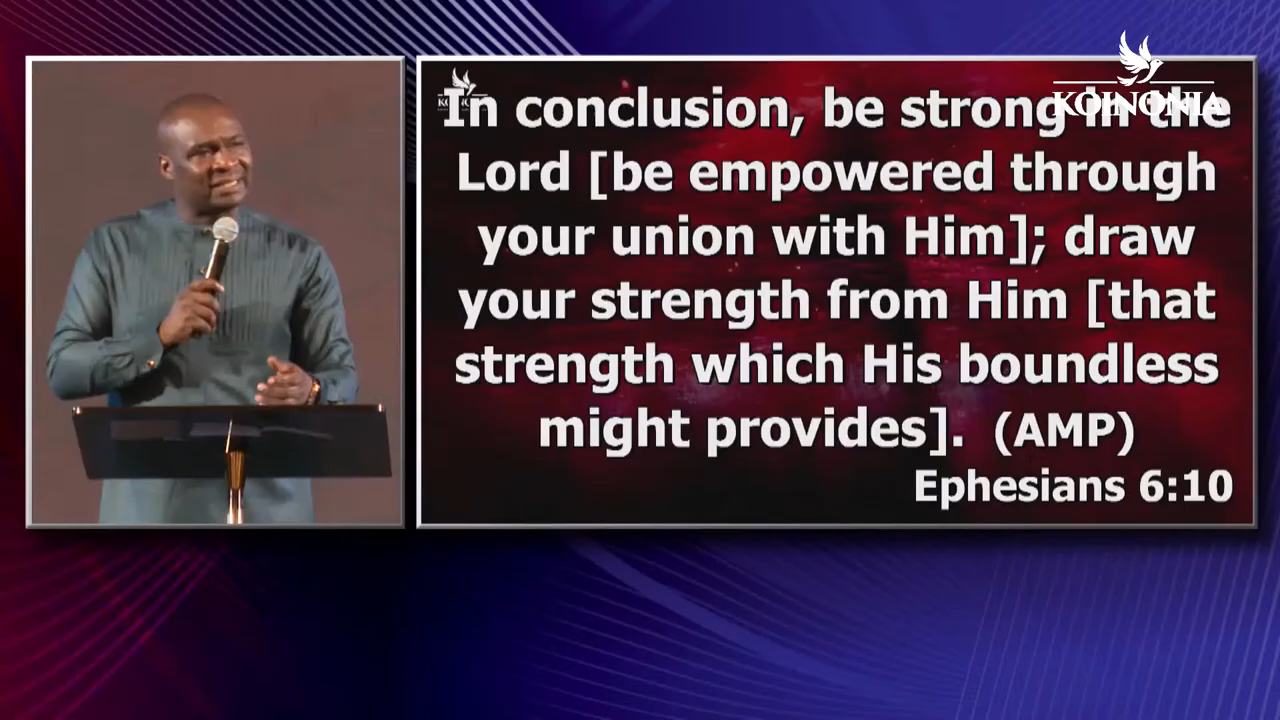 KOINONIA
In conclusion, be strong in the
Lord [be empowered through
your union with Him]; draw
your strength from Him [that
strength which His boundless
might provides]. (AMP)
Ephesians 6:10